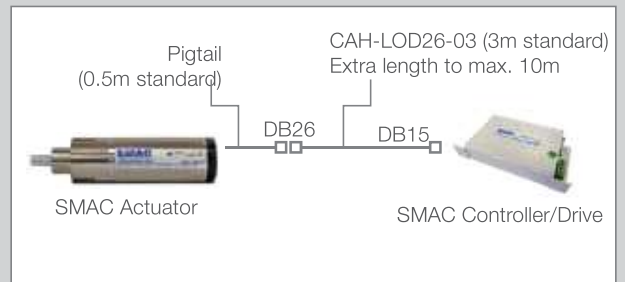 Pigtail
(0.5m standard)
CAH-LOD26-03 (3m standard)
Extra length to max. 10m
DB26
DB15
SMAC
SMAC Actuator
SMAC Controller/Drive